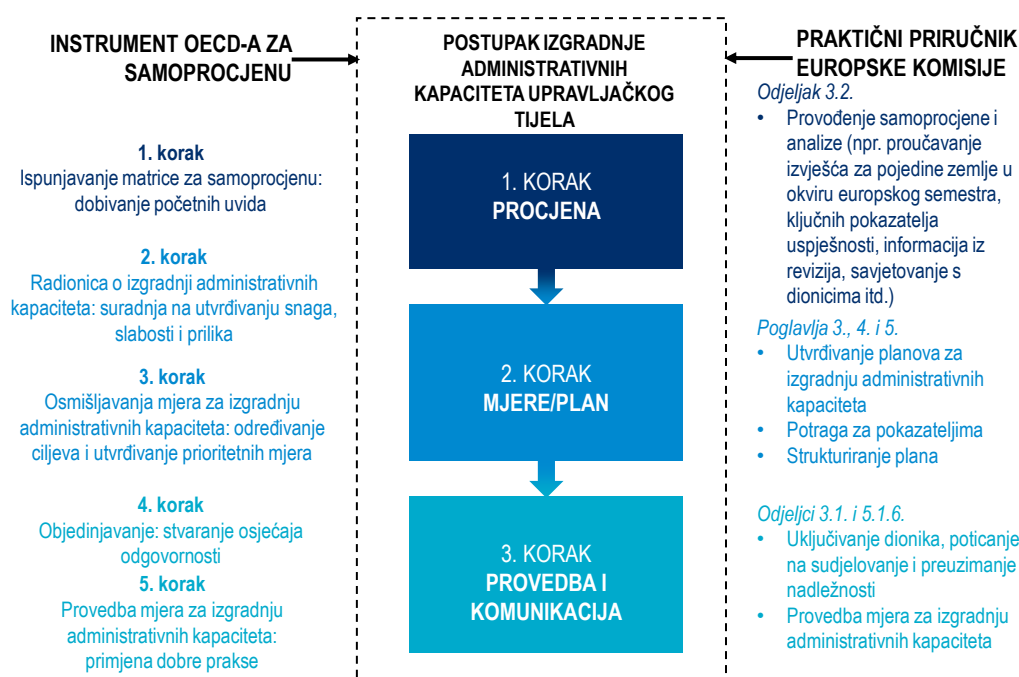 INSTRUMENT OECD-A ZA
SAMOPROCJENU
1. korak
Ispunjavanje matrice za samoprocjenu:
dobivanje početnih uvida
2. korak
Radionica o izgradnji administrativnih
kapaciteta: suradnja na utvrđivanju snaga,
slabosti i prilika
3. korak
Osmišljavanja mjera za izgradnju
administrativnih kapaciteta: određivanje
ciljeva i utvrđivanje prioritetnih mjera
4. korak
Objedinjavanje: stvaranje osjećaja
odgovornosti
5. korak
Provedba mjera za izgradnju
administrativnih kapaciteta:
primjena dobre prakse
POSTUPAK IZGRADNJE
ADMINISTRATIVNIH
KAPACITETA UPRAVLJAČKOG
TIJELA
1. KORAK
PROCJENA
2. KORAK
MJERE/PLAN
3. KORAK
PROVEDBA I
KOMUNIKACIJA
PRAKTIČNI PRIRUČNIK
EUROPSKE KOMISIJE
Odjeljak 3.2.
• Provođenje samoprocjene i
analize (npr. proučavanje
izvješća za pojedine zemlje u
okviru europskog semestra,
ključnih pokazatelja
uspješnosti, informacija iz
revizija, savjetovanje s
dionicima itd.)
Poglavlja 3., 4. i 5.
• Utvrđivanje planova za
izgradnju administrativnih
kapaciteta
• Potraga za pokazateljima
• Strukturiranje plana
Odjeljci 3.1. i 5.1.6.
• Uključivanje dionika, poticanje
na sudjelovanje i preuzimanje
nadležnosti
• Provedba mjera za izgradnju
administrativnih kapaciteta